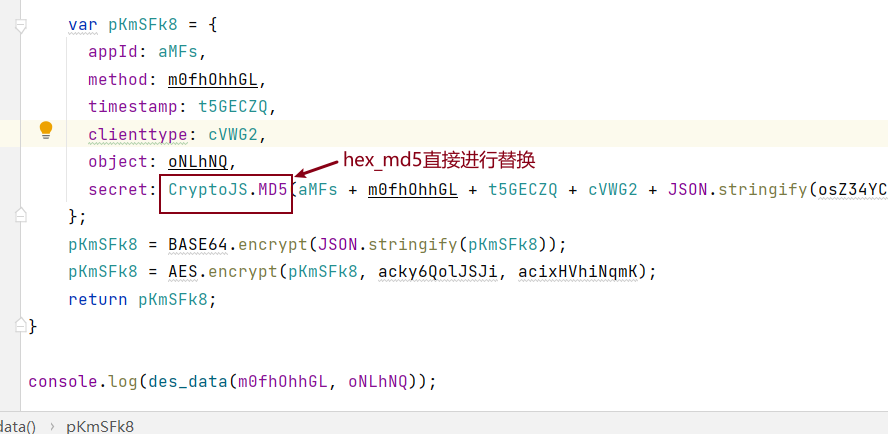 var pKmSFk8 = {
appId: aMFs,
method: m0fhOhhGL,
timestamp: t5GECZQ,
clienttype: cVWG2,
object: oNLhNQ,
hex_md5直接进行替换
secret: CryptoJS.MD5(aMFs + m0fhOhhGL + t5GECZQ + cVWG2 + JSON.stringify(osZ34YC
};
pKmSFk8 = BASE64.encrypt(JSON.stringify(pKmSFk8));
pKmSFk8 = AES.encrypt(pKmSFk8, acky6QolJSJi, acixHVhiNqmK);
return pKmSFk8;
}
console.log(des_data(m0fhOhhGL, oNLhNQ));
data() › pKmSFk8